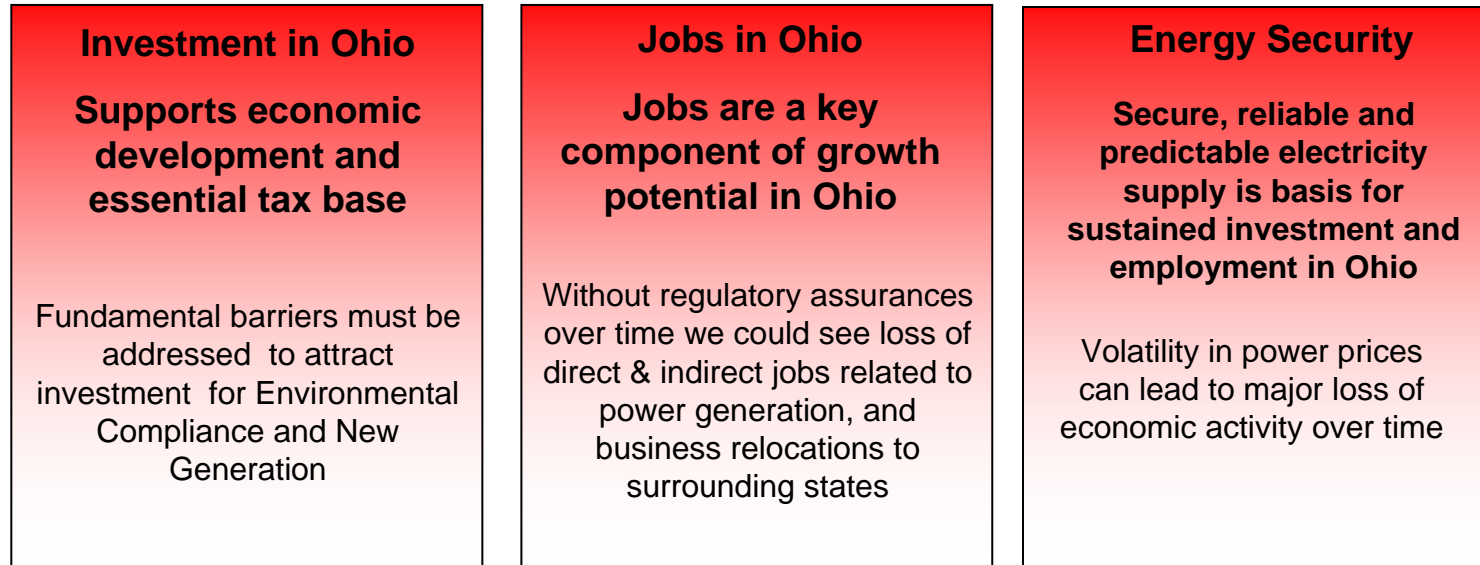 Investment in Ohio
Supports economic
development and
essential tax base
Fundamental barriers must be
addressed to attract
investment for Environmental
Compliance and New
Generation
Jobs in Ohio
Jobs are a key
component of growth
potential in Ohio
Without regulatory assurances
over time we could see loss of
direct & indirect jobs related to
power generation, and
business relocations to
surrounding states
Energy Security
Secure, reliable and
predictable electricity
supply is basis for
sustained investment and
employment in Ohio
Volatility in power prices
can lead to major loss of
economic activity over time